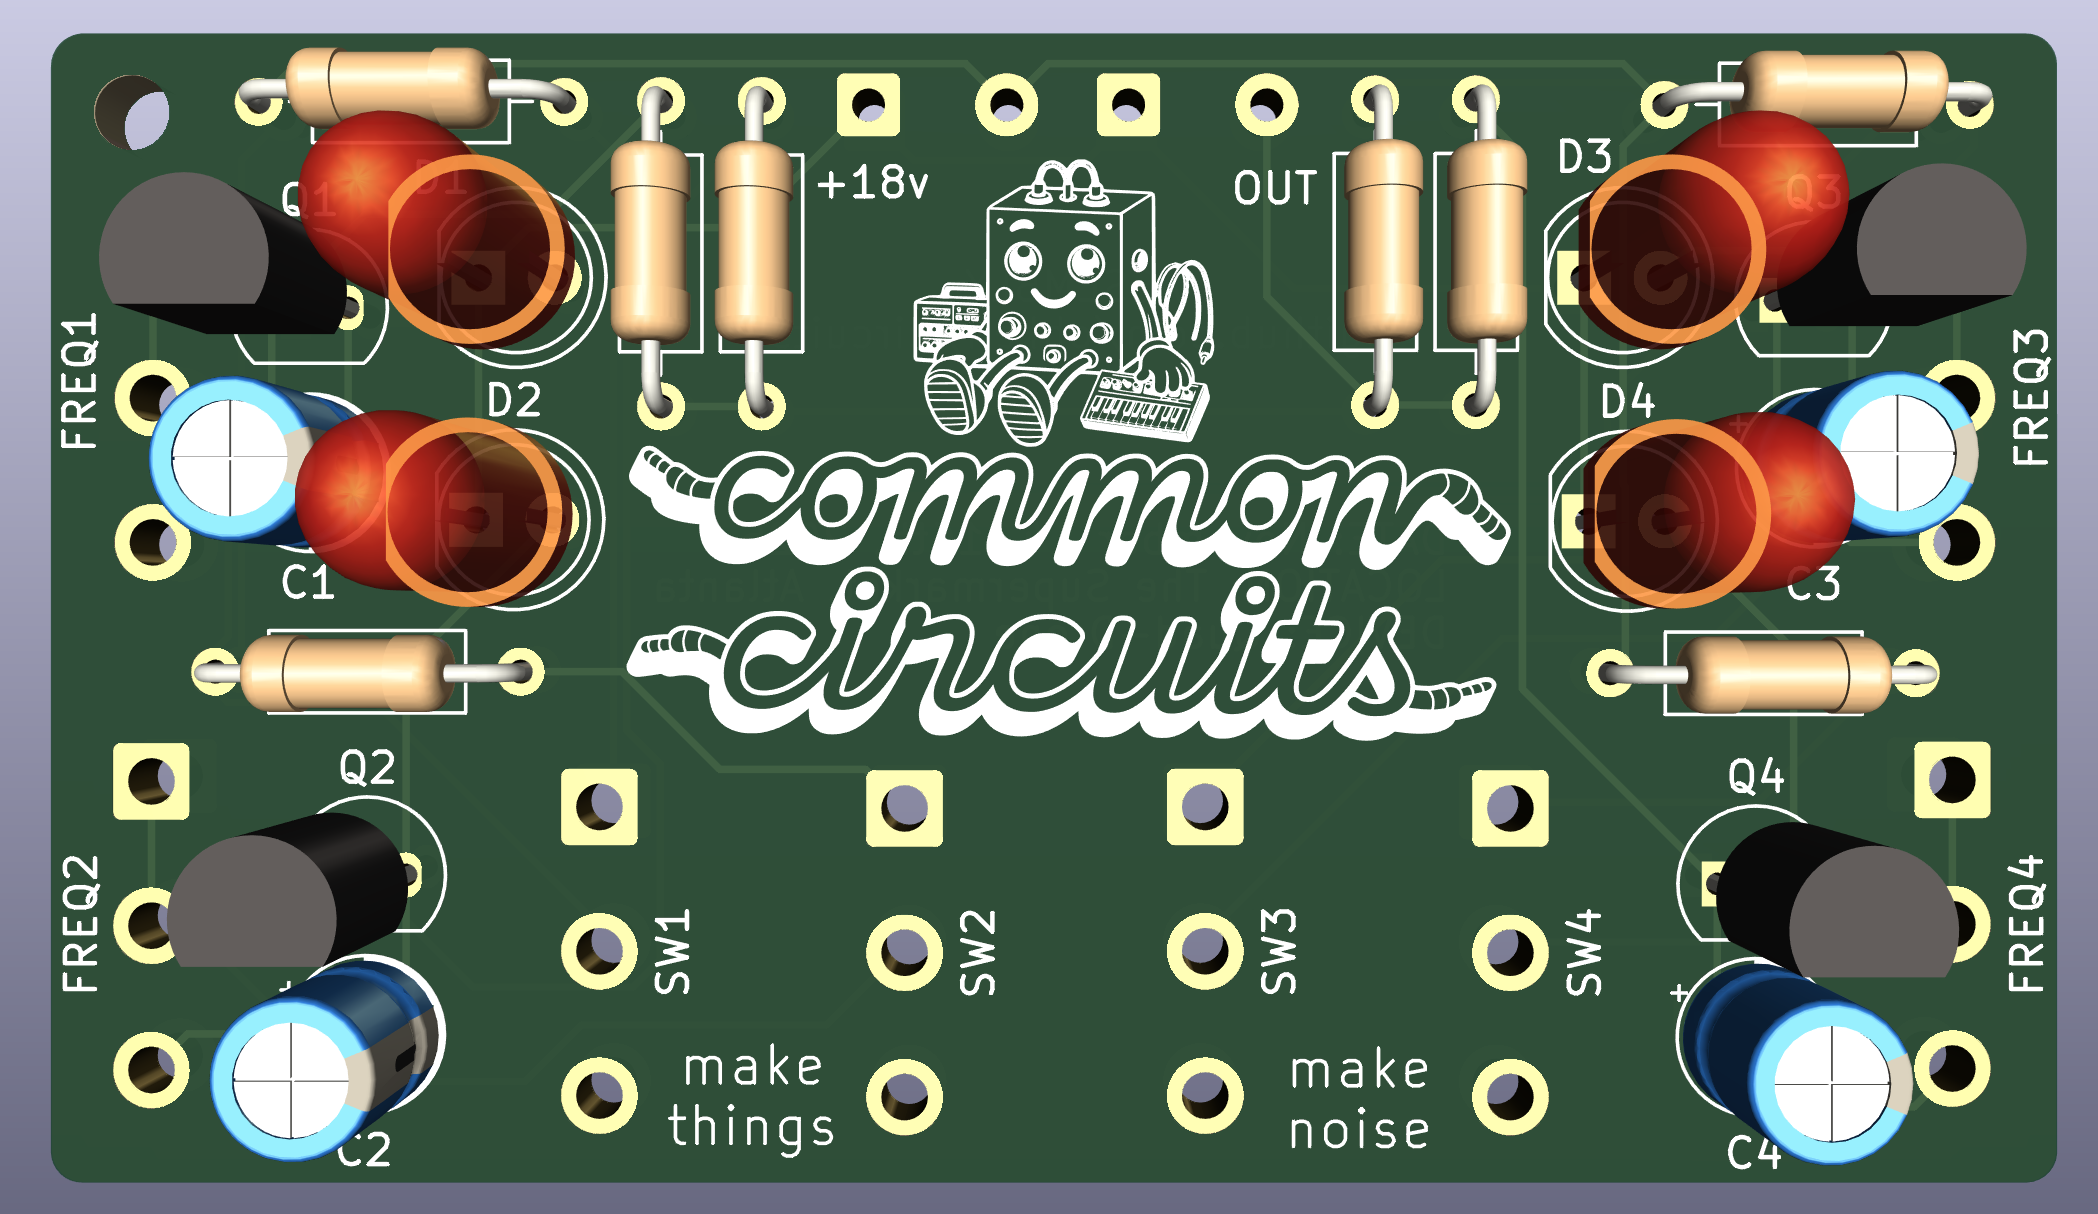 D1
Q1
+18v
OUT
D3
Q3
FREQ1
FREQ3
D2
D4
common
circuits
C1
C3
Q2
Q4
FREQ2
SW1
SW2
SW3
SW4
FREQ4
+
+
make
things
make
noise
C2
C4